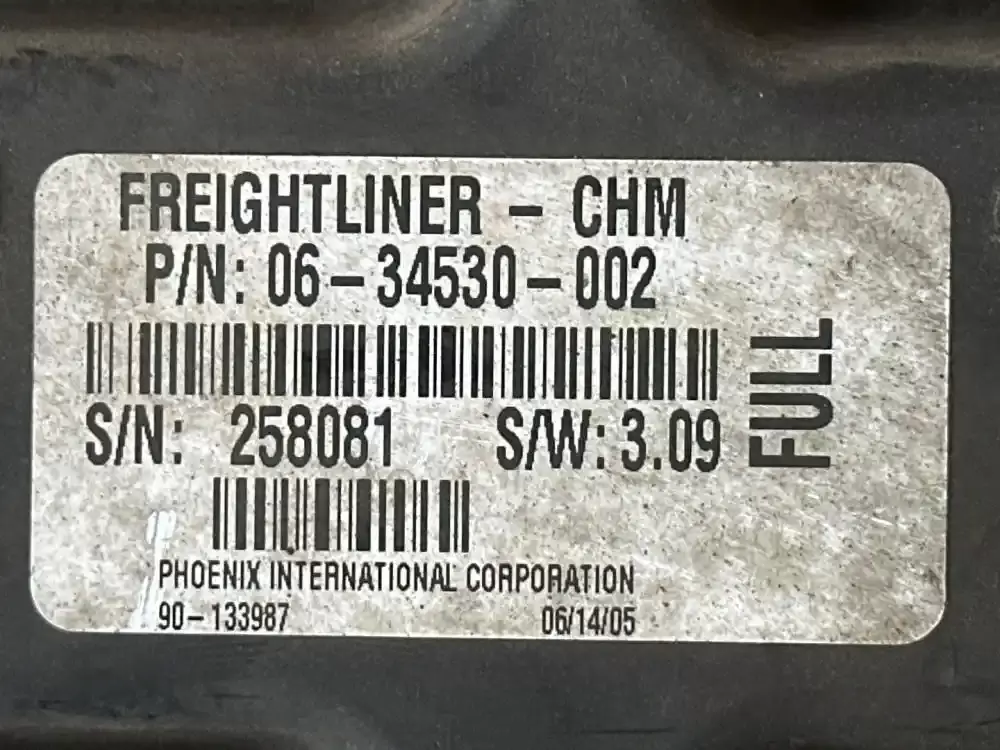 FREIGHTLINER – CHM
P/N: 06–34530–002
S/N: 258081 S/W: 3.09
FULL
PHOENIX INTERNATIONAL CORPORATION
90–133987 06/14/05